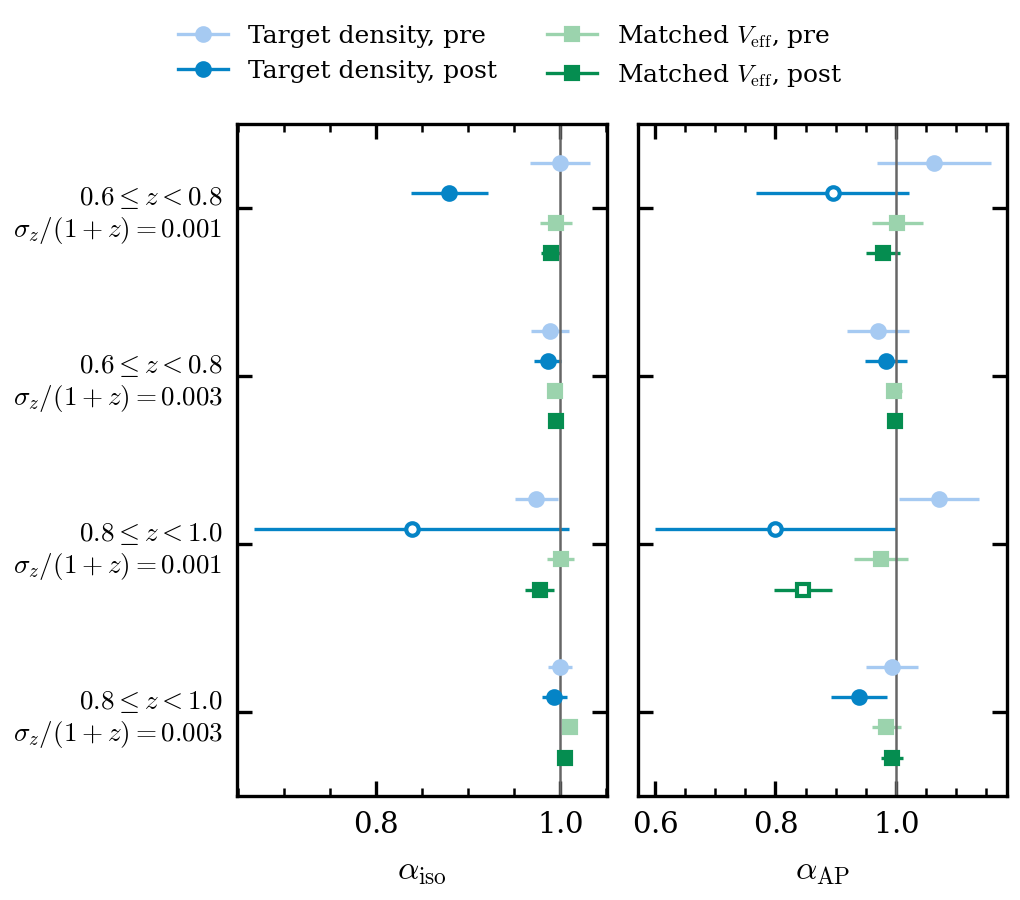 Target density, pre
Target density, post
Matched V_eff, pre
Matched V_eff, post
0.6 ≤ z < 0.8
σ_z/(1 + z) = 0.001
0.6 ≤ z < 0.8
σ_z/(1 + z) = 0.003
0.8 ≤ z < 1.0
σ_z/(1 + z) = 0.001
0.8 ≤ z < 1.0
σ_z/(1 + z) = 0.003
0.8 1.0
0.6 0.8 1.0
α_iso
α_AP